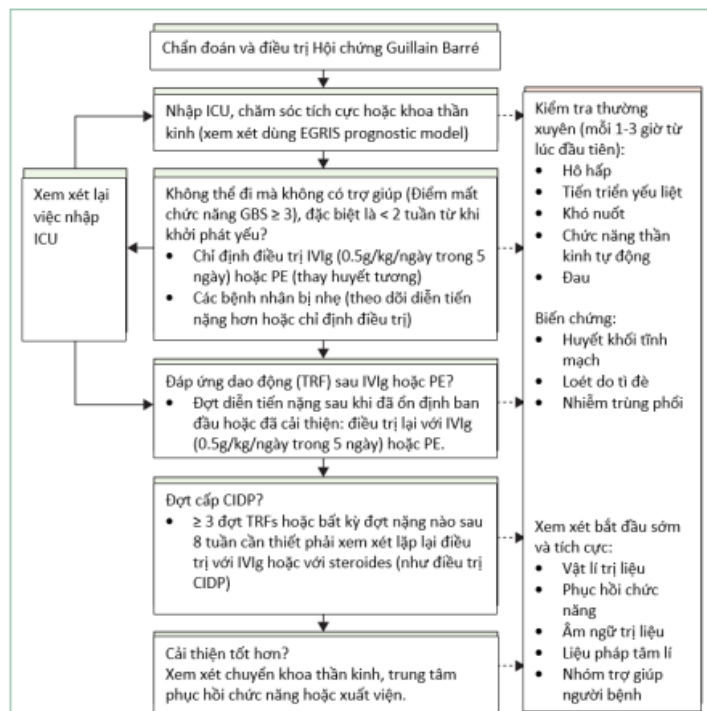 Chẩn đoán và điều trị Hội chứng Guillain Barré
Nhập ICU, chăm sóc tích cực hoặc khoa thần
kinh (xem xét dùng EGRIS prognostic model)
Xem xét lại
việc nhập
ICU
Không thể đi mà không có trợ giúp (Điểm mất
chức năng GBS ≥ 3), đặc biệt là < 2 tuần từ khi
khởi phát yếu?
• Chỉ định điều trị IVIg (0.5g/kg/ngày trong 5
ngày) hoặc PE (thay huyết tương)
• Các bệnh nhân bị nhẹ (theo dõi diễn tiến
nặng hơn hoặc chỉ định điều trị)
Đáp ứng dao động (TRF) sau IVIg hoặc PE?
• Đợt diễn tiến nặng sau khi đã ổn định ban
đầu hoặc đã cải thiện: điều trị lại với IVIg
(0.5g/kg/ngày trong 5 ngày) hoặc PE.
Đợt cấp CIDP?
• ≥ 3 đợt TRFs hoặc bất kỳ đợt nặng nào sau
8 tuần cần thiết phải xem xét lặp lại điều
trị với IVIg hoặc với steroides (như điều trị
CIDP)
Cải thiện tốt hơn?
Xem xét chuyển khoa thần kinh, trung tâm
phục hồi chức năng hoặc xuất viện.
Kiểm tra thường
xuyên (mỗi 1-3 giờ từ
lúc đầu tiên):
• Hô hấp
• Tiến triển yếu liệt
• Khó nuốt
• Chức năng thần
kinh tự động
• Đau
Biến chứng:
• Huyết khối tĩnh
mạch
• Loét do tì đè
• Nhiễm trùng phổi
Xem xét bắt đầu sớm
và tích cực:
• Vật lí trị liệu
• Phục hồi chức
năng
• Âm ngữ trị liệu
• Liệu pháp tâm lí
• Nhóm trợ giúp
người bệnh